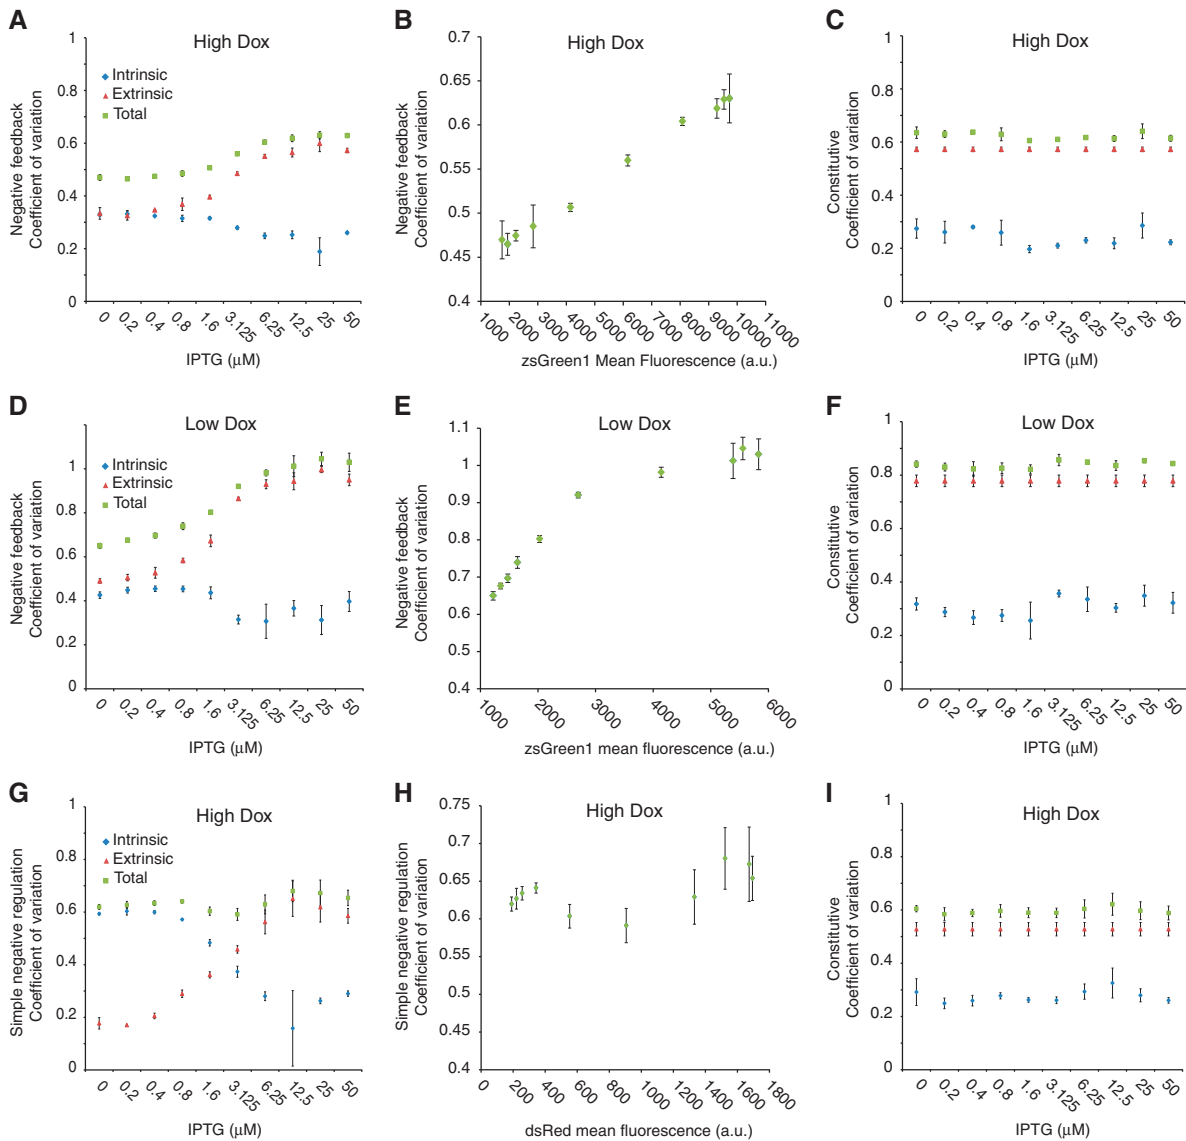 A
High Dox
Negative feedback
Coefficient of variation
1
0.8
0.6
0.4
0.2
0
Intrinsic
Extrinsic
Total
0 0.2 0.4 0.8 1.6 3.125 6.25 12.5 25 50
IPTG (μM)
B
High Dox
Negative feedback
Coefficient of variation
0.7
0.65
0.6
0.55
0.5
0.45
0.4
1000 2000 3000 4000 5000 6000 7000 8000 9000 10000 11000
zsGreen1 Mean Fluorescence (a.u.)
C
High Dox
Constitutive
Coefficient of variation
1
0.8
0.6
0.4
0.2
0
0 0.2 0.4 0.8 1.6 3.125 6.25 12.5 25 50
IPTG (μM)
D
Low Dox
Negative feedback
Coefficient of variation
1
0.8
0.6
0.4
0.2
0
Intrinsic
Extrinsic
Total
0 0.2 0.4 0.8 1.6 3.125 6.25 12.5 25 50
IPTG (μM)
E
Low Dox
Negative feedback
Coefficient of variation
1.1
1
0.9
0.8
0.7
0.6
0.5
0.4
1000 2000 3000 4000 5000 6000
zsGreen1 mean fluorescence (a.u.)
F
Low Dox
Constitutive
Coefficient of variation
1
0.8
0.6
0.4
0.2
0
0 0.2 0.4 0.8 1.6 3.125 6.25 12.5 25 50
IPTG (μM)
G
High Dox
Simple negative regulation
Coefficient of variation
1
0.8
0.6
0.4
0.2
0
Intrinsic
Extrinsic
Total
0 0.2 0.4 0.8 1.6 3.125 6.25 12.5 25 50
IPTG (μM)
H
High Dox
Simple negative regulation
Coefficient of variation
0.75
0.7
0.65
0.6
0.55
0.5
0.45
0.4
0 200 400 600 800 1000 1200 1400 1600 1800
dsRed mean fluorescence (a.u.)
I
High Dox
Constitutive
Coefficient of variation
1
0.8
0.6
0.4
0.2
0
0 0.2 0.4 0.8 1.6 3.125 6.25 12.5 25 50
IPTG (μM)